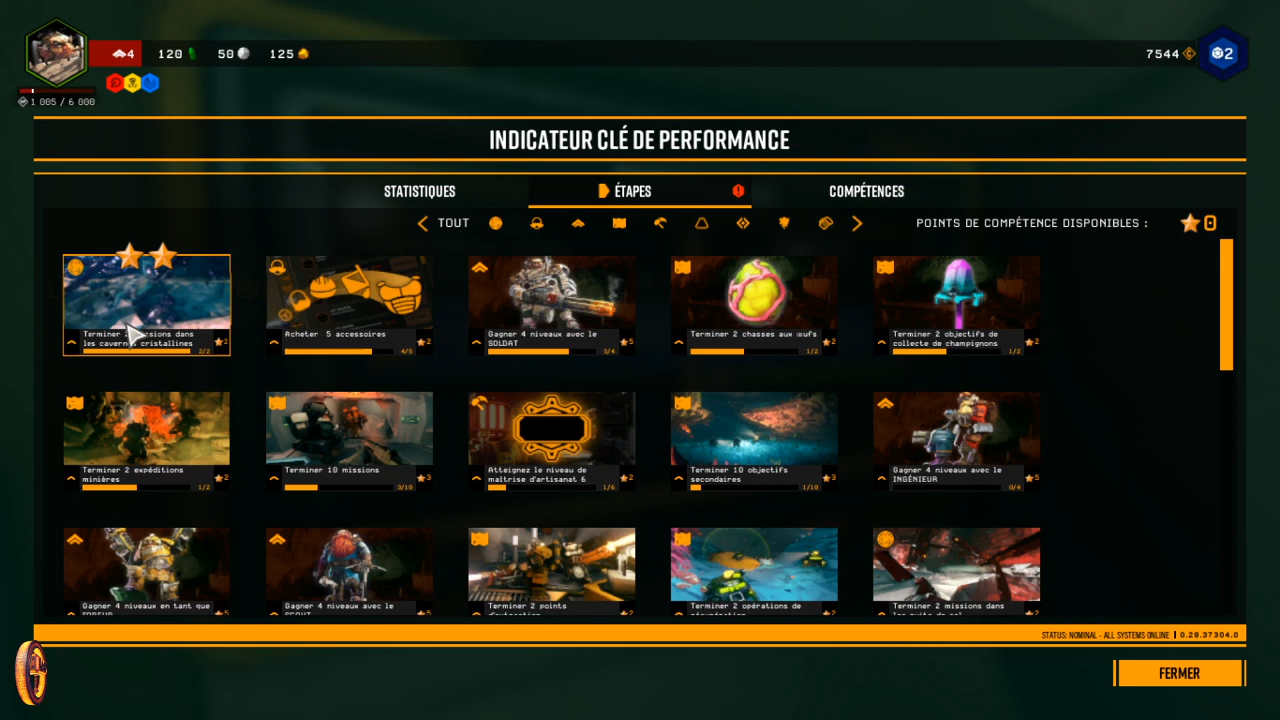 4 120 50 125 7544 2
1 005 / 6 000
INDICATEUR CLÉ DE PERFORMANCE
STATISTIQUES ÉTAPES COMPÉTENCES
TOUT POINTS DE COMPÉTENCE DISPONIBLES : 0
Terminer dans
les cristallines 2
2/2
Acheter 5 accessoires
2
4/5
Gagner 4 niveaux avec le
SOLDAT 5
3/4
Terminer 2 chasses aux œufs
2
1/2
Terminer 2 objectifs de
collecte de champignons 2
1/2
Terminer 2 expéditions
minières 2
1/2
Terminer 10 missions
3
3/10
Atteignez le niveau de
maîtrise d'artisanat 6 2
1/6
Terminer 10 objectifs
secondaires 3
1/10
Gagner 4 niveaux avec le
INGÉNIEUR 5
0/4
Gagner 4 niveaux en tant que
Gagner 4 niveaux avec le
Terminer 2 points
Terminer 2 opérations de
Terminer 2 missions dans
STATUS: NOMINAL - ALL SYSTEMS ONLINE | 0.28.37304.0
FERMER